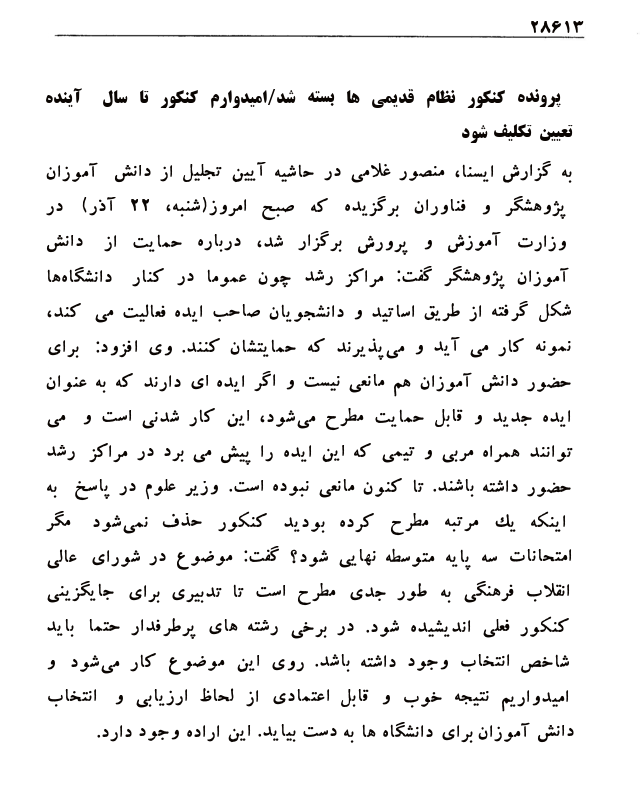 ۲۸۶۱۳
پرونده کنکور نظام قدیمی ها بسته شد/امیدوارم کنکور تا سال آینده
تعیین تکلیف شود
به گزارش ایسنا، منصور غلامی در حاشیه آیین تجلیل از دانش آموزان
پژوهشگر و فناوران برگزیده که صبح امروز(شنبه، ۲۲ آذر) در
وزارت آموزش و پرورش برگزار شد، درباره حمایت از دانش
آموزان پژوهشگر گفت: مراکز رشد چون عموما در کنار دانشگاه‌ها
شکل گرفته از طریق اساتید و دانشجویان صاحب ایده فعالیت می کند،
نمونه کار می آید و می‌پذیرند که حمایتشان کنند. وی افزود: برای
حضور دانش آموزان هم مانعی نیست و اگر ایده ای دارند که به عنوان
ایده جدید و قابل حمایت مطرح می‌شود، این کار شدنی است و می
توانند همراه مربی و تیمی که این ایده را پیش می برد در مراکز رشد
حضور داشته باشند. تا کنون مانعی نبوده است. وزیر علوم در پاسخ به
اینکه یك مرتبه مطرح کرده بودید کنکور حذف نمی‌شود مگر
امتحانات سه پایه متوسطه نهایی شود؟ گفت: موضوع در شورای عالی
انقلاب فرهنگی به طور جدی مطرح است تا تدبیری برای جایگزینی
کنکور فعلی اندیشیده شود. در برخی رشته های پرطرفدار حتما باید
شاخص انتخاب وجود داشته باشد. روی این موضوع کار می‌شود و
امیدواریم نتیجه خوب و قابل اعتمادی از لحاظ ارزیابی و انتخاب
دانش آموزان برای دانشگاه ها به دست بیاید. این اراده وجود دارد.